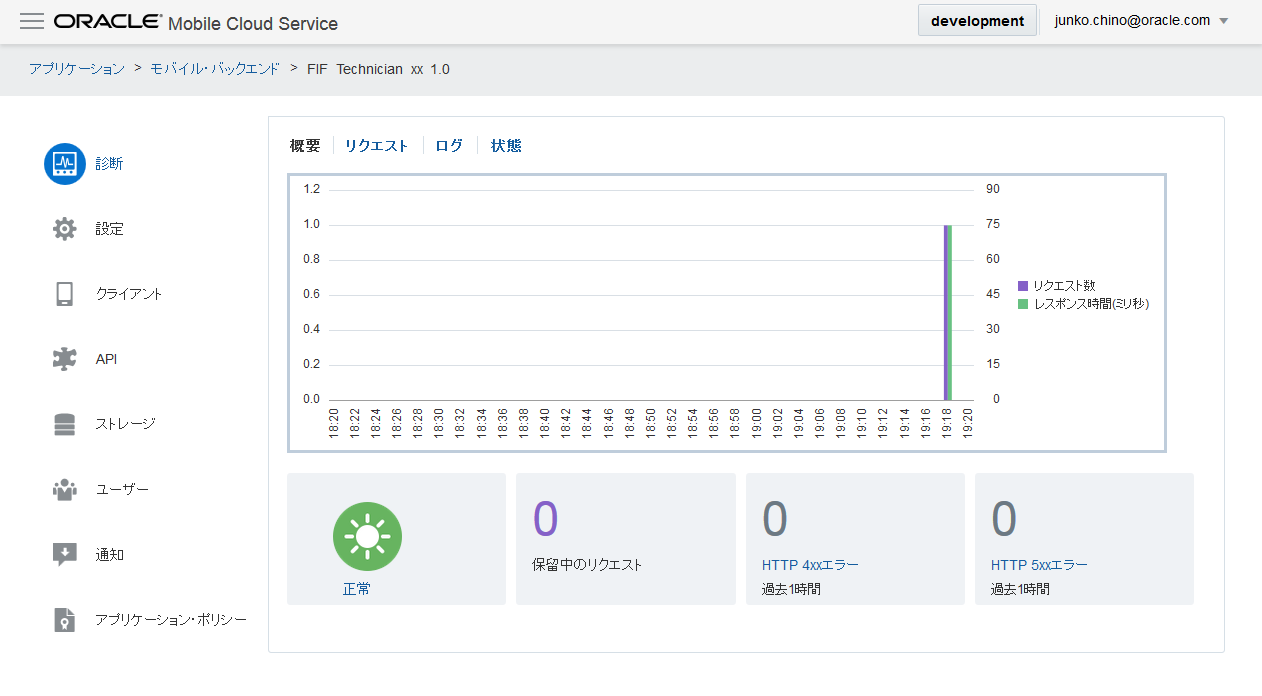 ORACLE® Mobile Cloud Service
development
junko.chino@oracle.com
アプリケーション > モバイル・バックエンド > FIF Technician xx 1.0
診断
設定
クライアント
API
ストレージ
ユーザー
通知
アプリケーション・ポリシー
概要 リクエスト ログ 状態
1.2
1.0
0.8
0.6
0.4
0.2
0.0
90
75
60
45
30
15
0
18:20
18:22
18:24
18:26
18:28
18:30
18:32
18:34
18:36
18:38
18:40
18:42
18:44
18:46
18:48
18:50
18:52
18:54
18:56
18:58
19:00
19:02
19:04
19:06
19:08
19:10
19:12
19:14
19:16
19:18
19:20
リクエスト数
レスポンス時間(ミリ秒)
正常
0
保留中のリクエスト
0
HTTP 4xxエラー
過去1時間
0
HTTP 5xxエラー
過去1時間